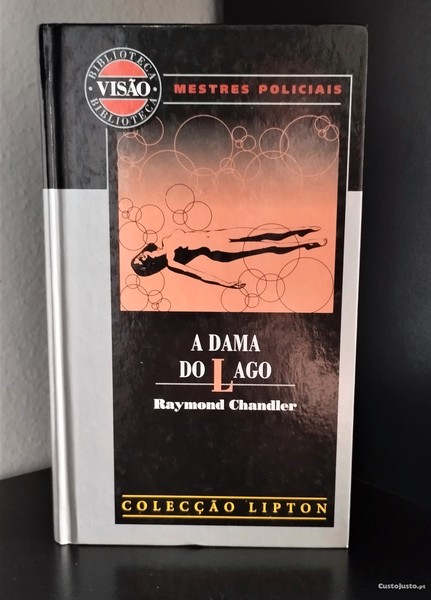 BIBLIOTECA
VISÃO
BIBLIOTECA
MESTRES POLICIAIS
A DAMA
DO LAGO
Raymond Chandler
COLECÇÃO LIPTON
CustoJusto.pt